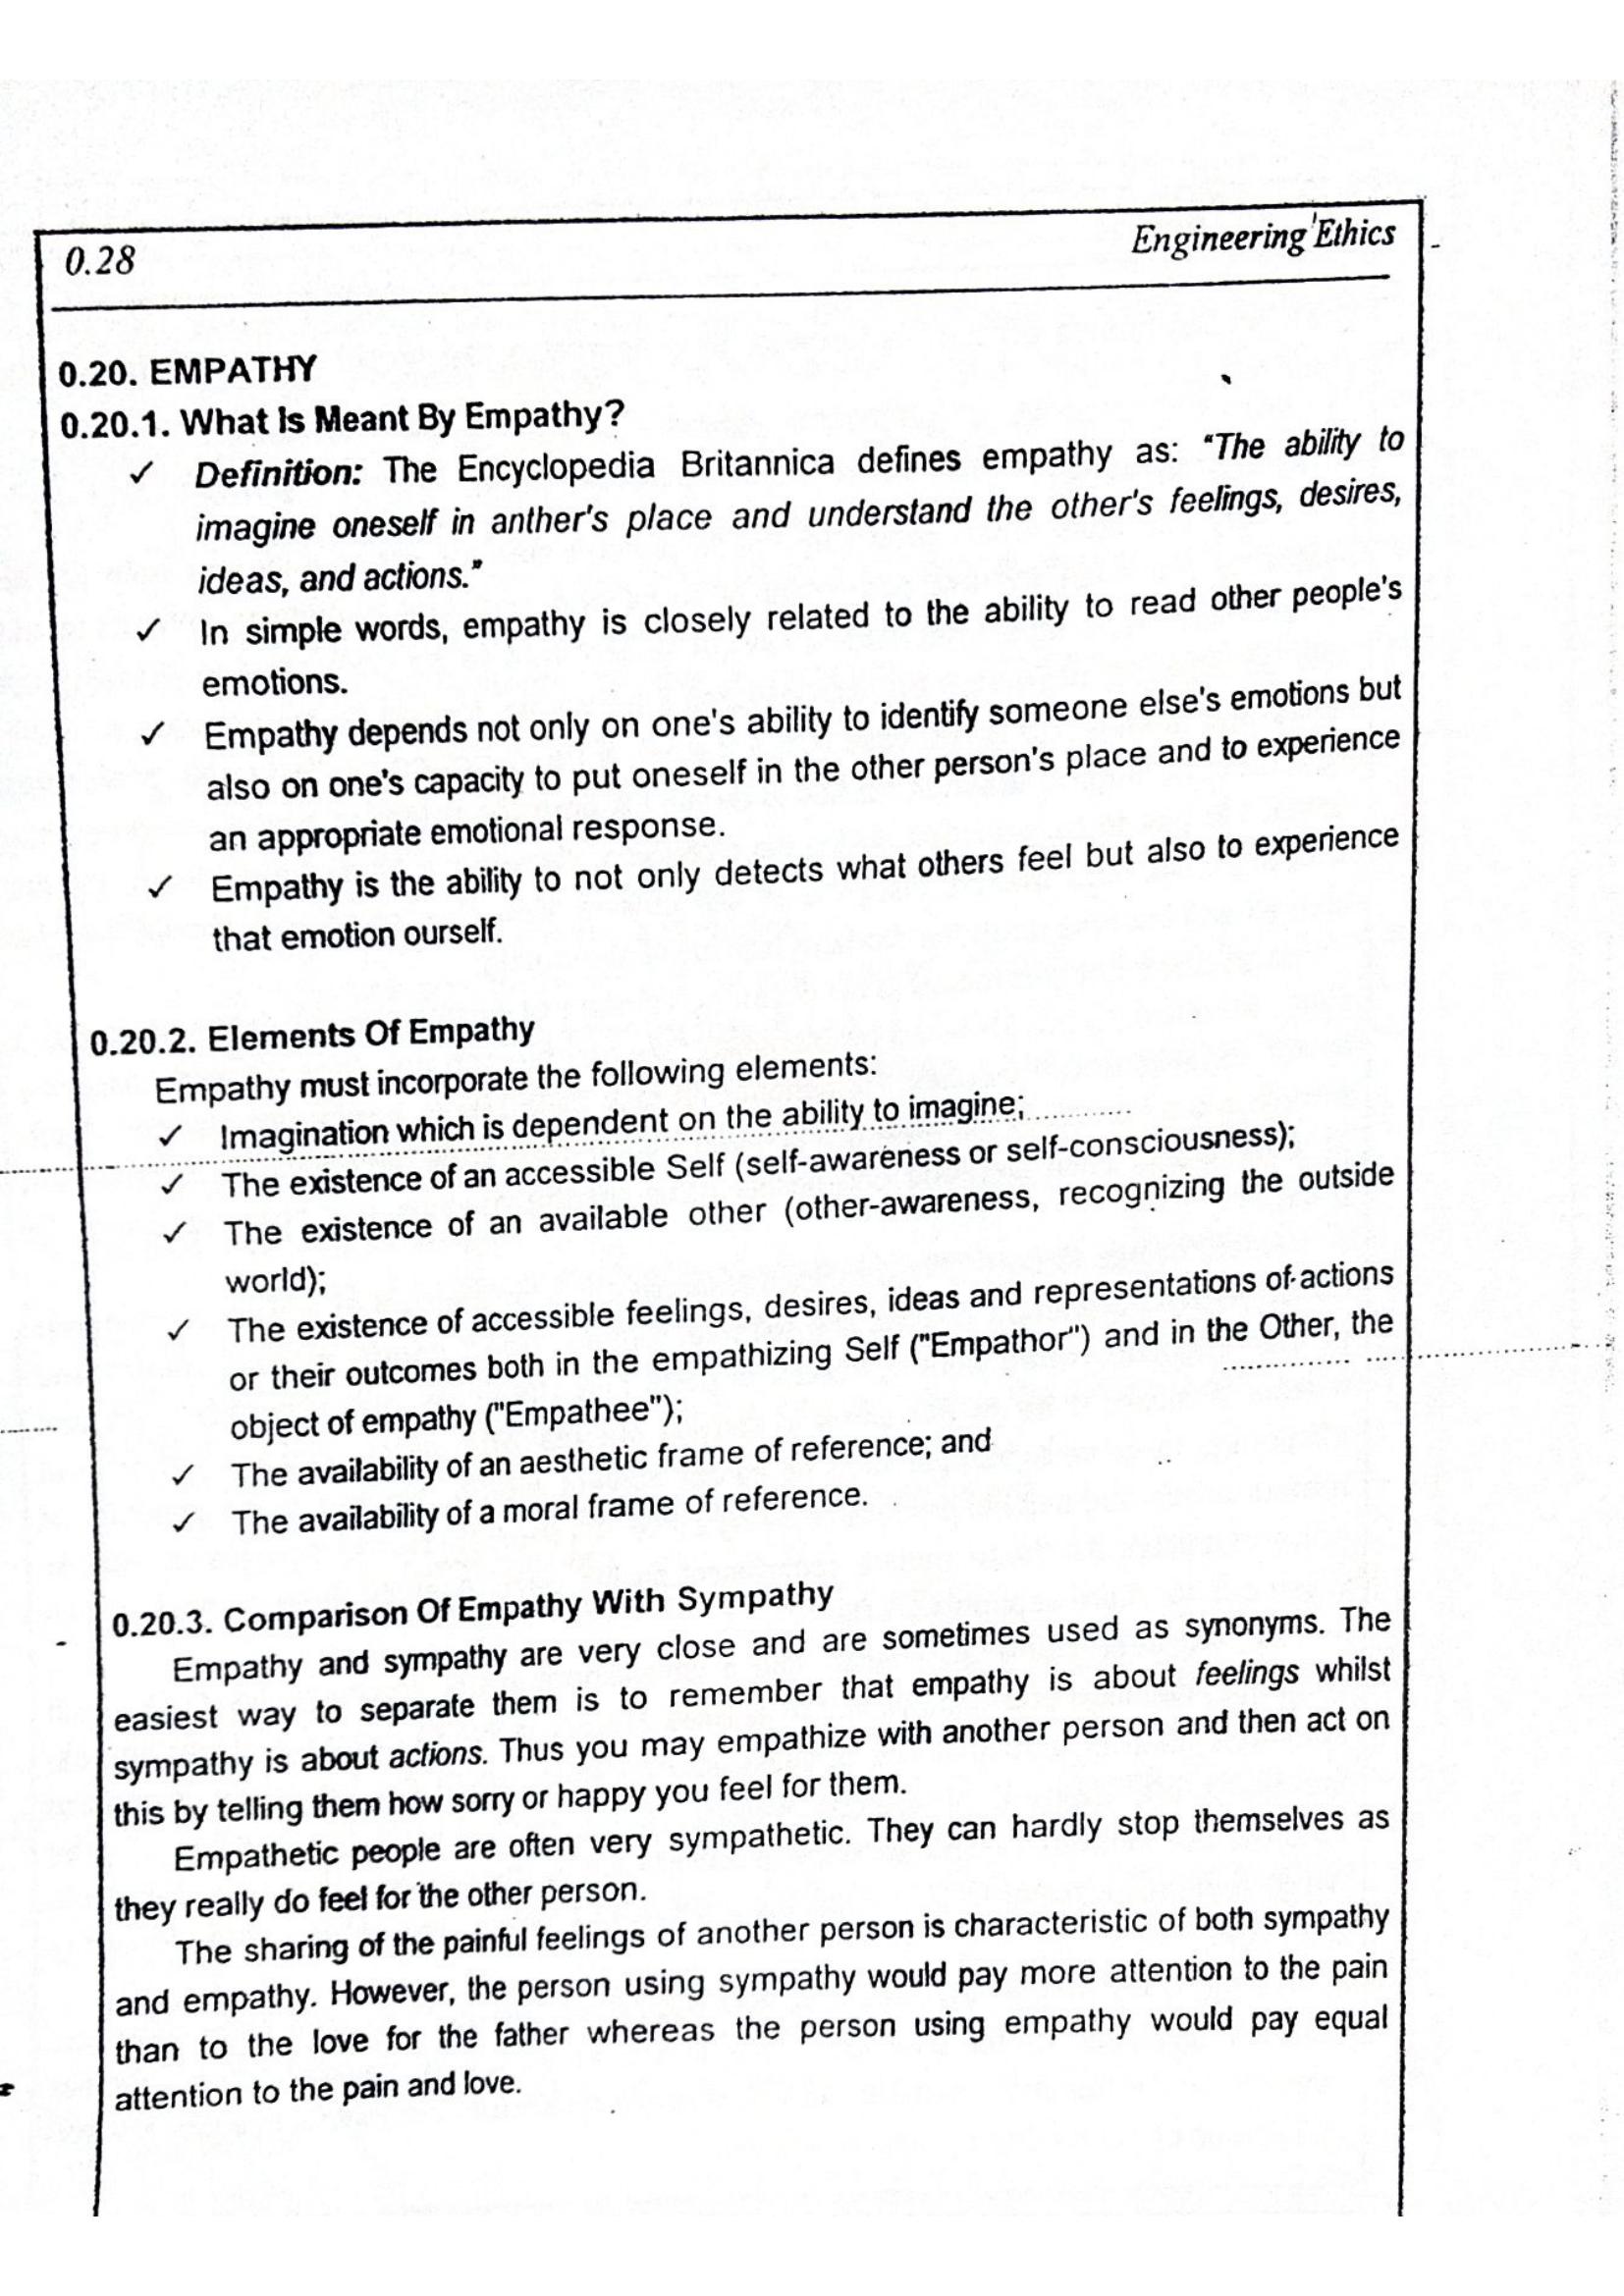 0.28
Engineering Ethics
0.20. EMPATHY
0.20.1. What Is Meant By Empathy?
✓ Definition: The Encyclopedia Britannica defines empathy as: "The ability to
imagine oneself in anther's place and understand the other's feelings, desires,
ideas, and actions."
✓ In simple words, empathy is closely related to the ability to read other people's
emotions.
✓ Empathy depends not only on one's ability to identify someone else's emotions but
also on one's capacity to put oneself in the other person's place and to experience
an appropriate emotional response.
✓ Empathy is the ability to not only detects what others feel but also to experience
that emotion ourself.
0.20.2. Elements Of Empathy
Empathy must incorporate the following elements:
✓ Imagination which is dependent on the ability to imagine;
✓ The existence of an accessible Self (self-awareness or self-consciousness);
✓ The existence of an available other (other-awareness, recognizing the outside
world);
✓ The existence of accessible feelings, desires, ideas and representations of actions
or their outcomes both in the empathizing Self ("Empathor") and in the Other, the
object of empathy ("Empathee");
✓ The availability of an aesthetic frame of reference; and
✓ The availability of a moral frame of reference.
0.20.3. Comparison Of Empathy With Sympathy
Empathy and sympathy are very close and are sometimes used as synonyms. The
easiest way to separate them is to remember that empathy is about feelings whilst
sympathy is about actions. Thus you may empathize with another person and then act on
this by telling them how sorry or happy you feel for them.
Empathetic people are often very sympathetic. They can hardly stop themselves as
they really do feel for the other person.
The sharing of the painful feelings of another person is characteristic of both sympathy
and empathy. However, the person using sympathy would pay more attention to the pain
than to the love for the father whereas the person using empathy would pay equal
attention to the pain and love.